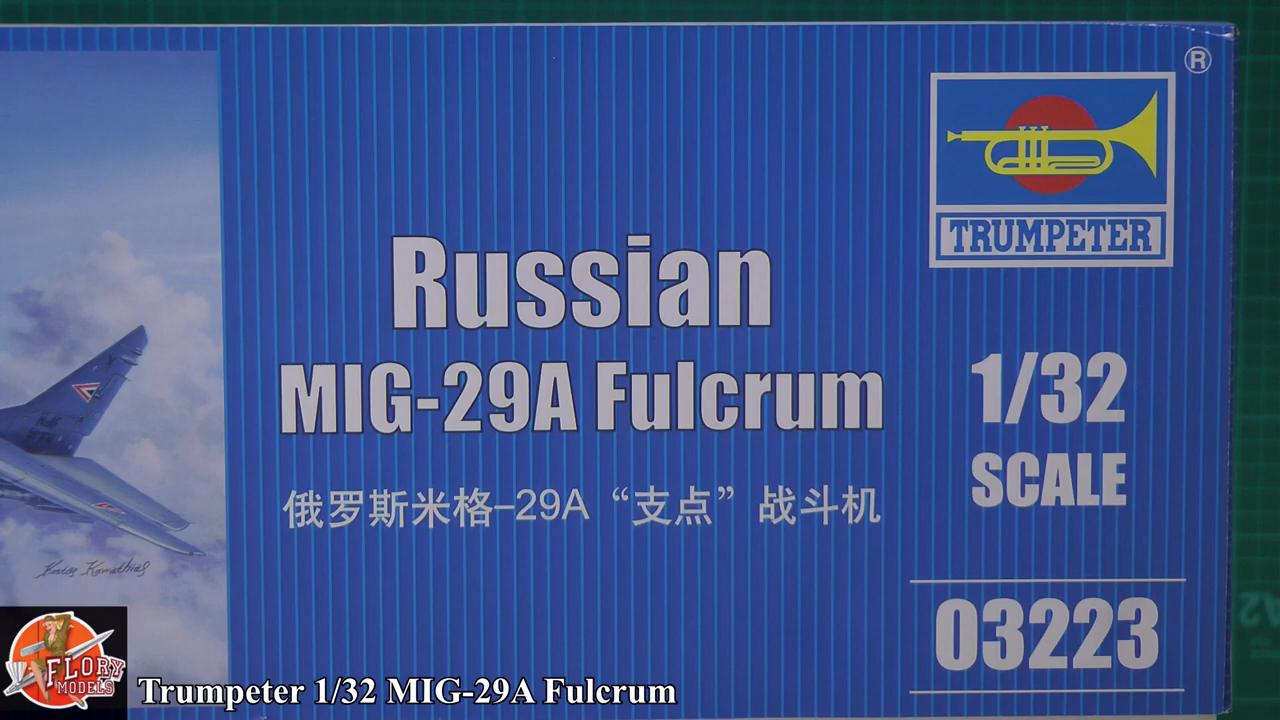 ®
TRUMPETER
Russian
MIG-29A Fulcrum
俄罗斯米格-29A“支点”战斗机
1/32
SCALE
03223
FLORY
MODELS
Trumpeter 1/32 MIG-29A Fulcrum